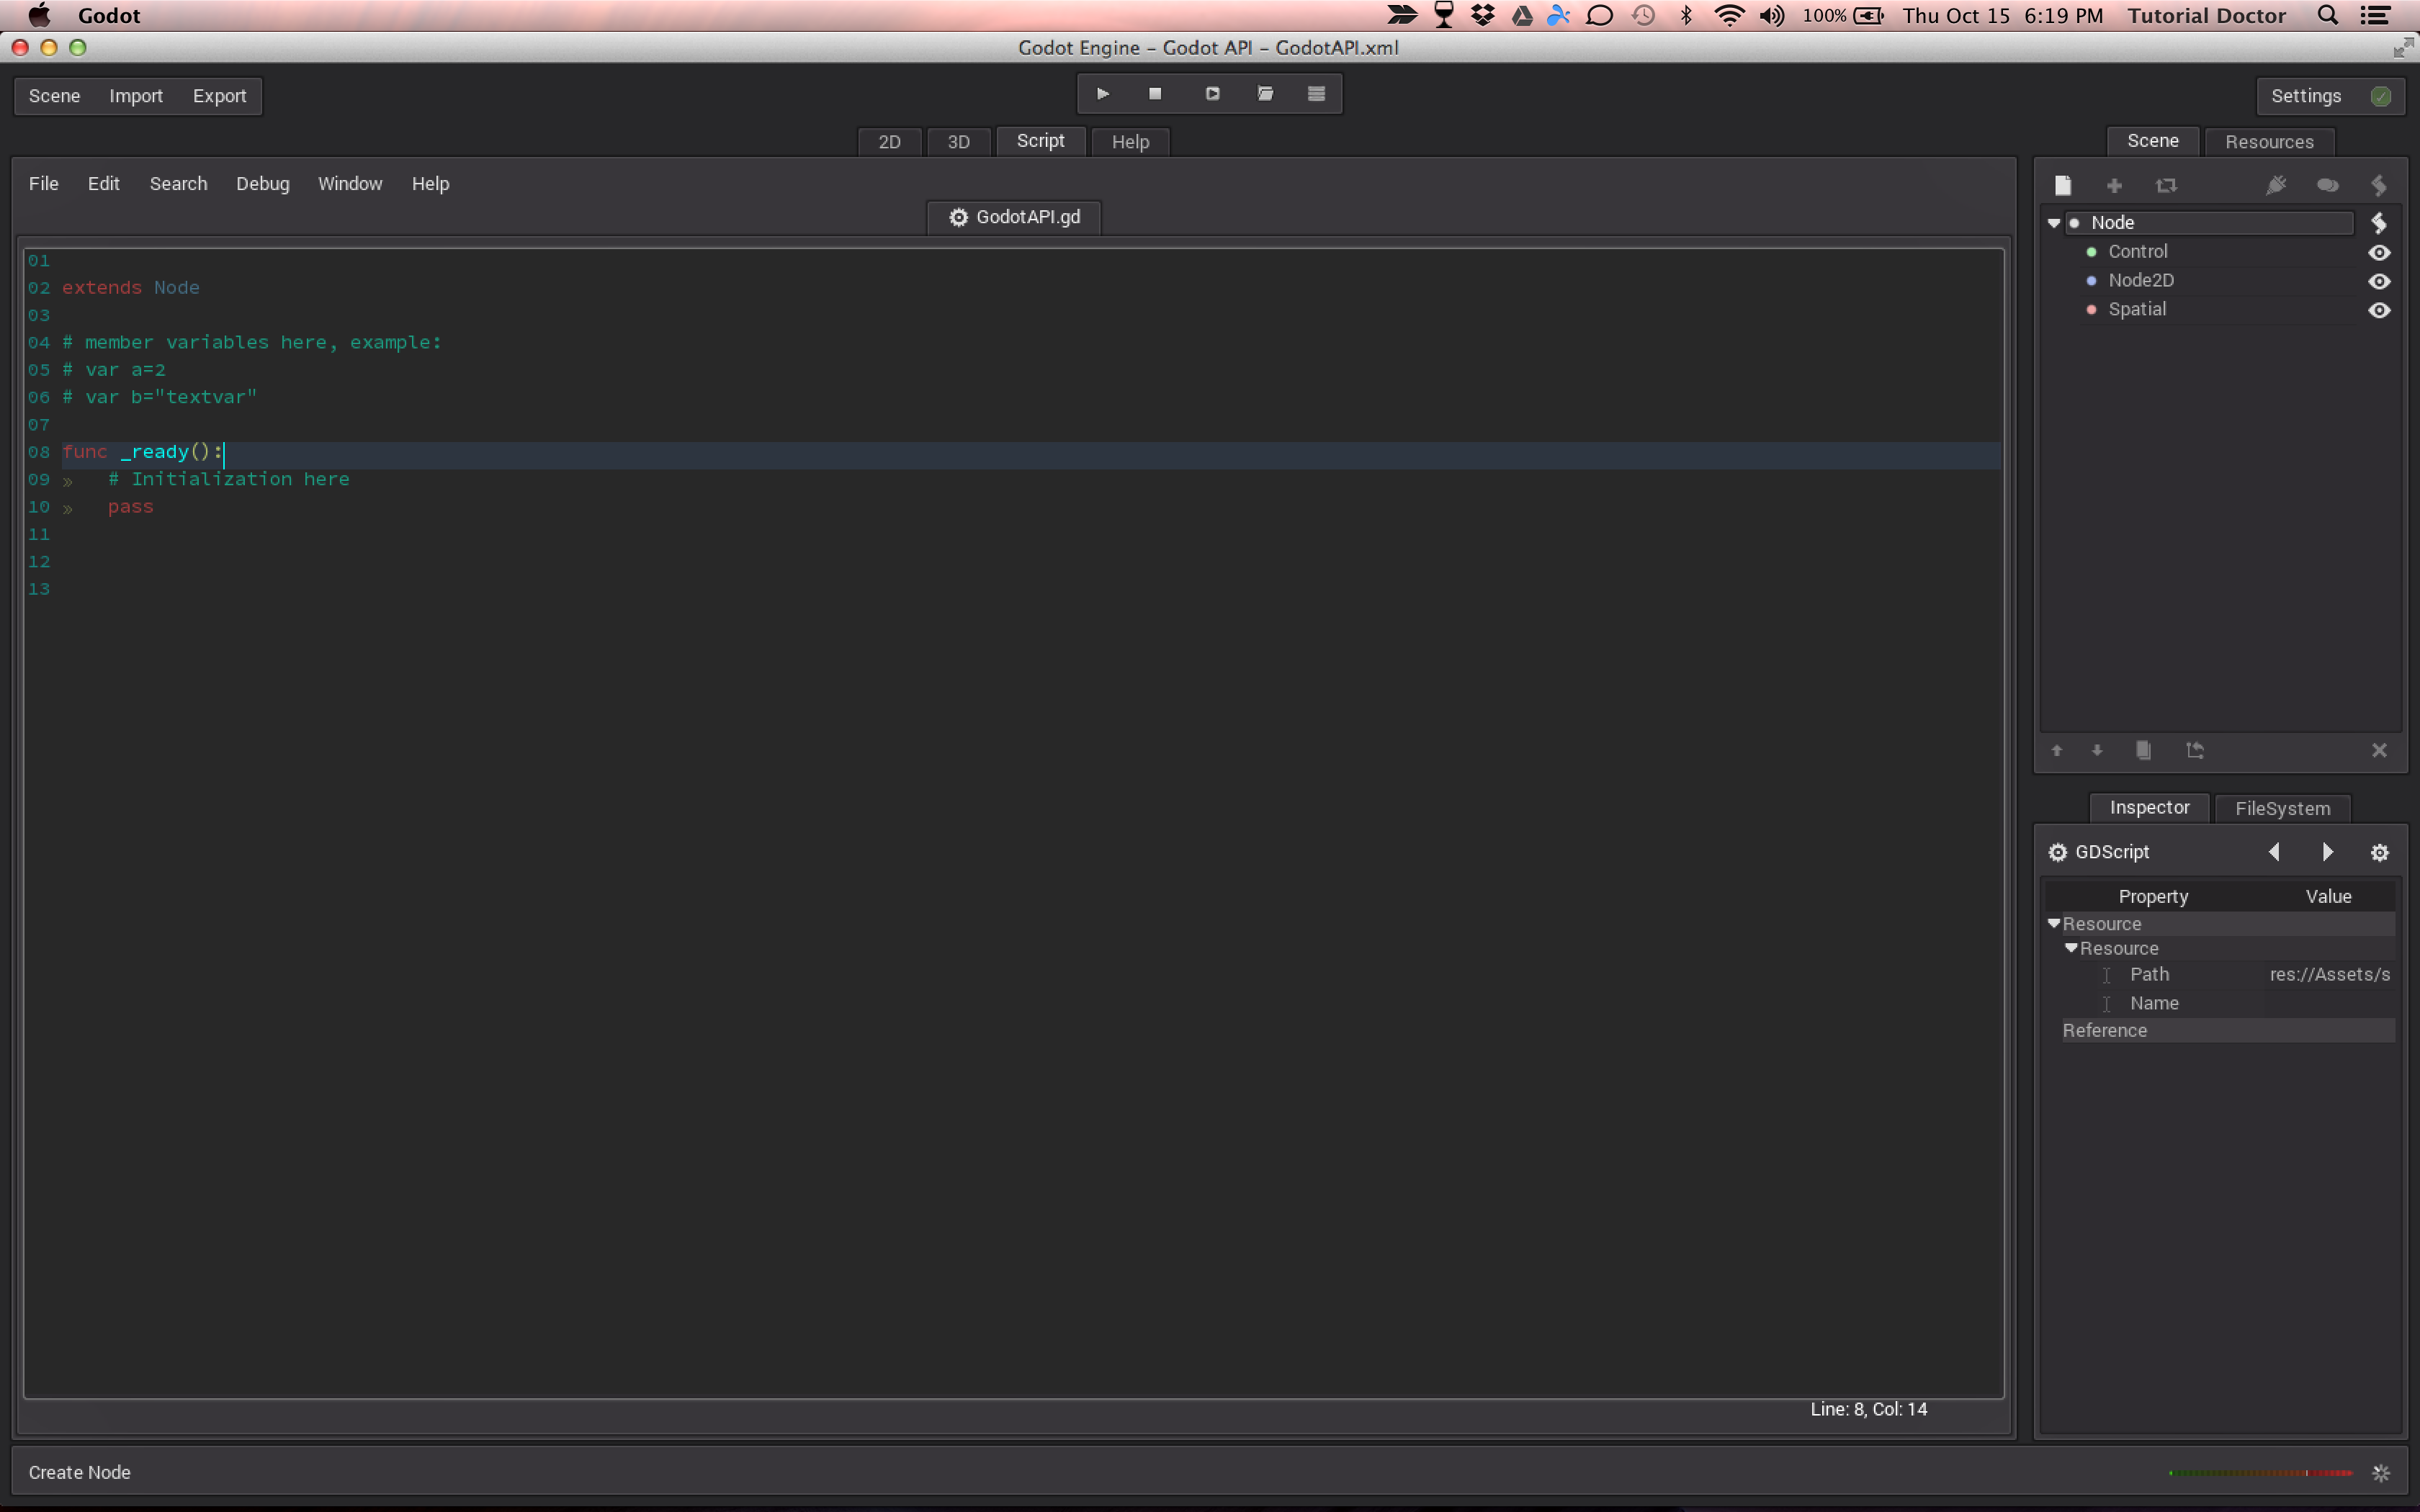 Godot 100% Thu Oct 15 6:19 PM Tutorial Doctor
Godot Engine – Godot API – GodotAPI.xml
Scene Import Export Settings
2D 3D Script Help
Scene Resources
File Edit Search Debug Window Help
GodotAPI.gd
01
02 extends Node
03
04 # member variables here, example:
05 # var a=2
06 # var b="textvar"
07
08 func _ready():
09 » # Initialization here
10 » pass
11
12
13
Line: 8, Col: 14
Node
Control
Node2D
Spatial
Inspector FileSystem
GDScript
Property Value
Resource
Resource
Path res://Assets/s
Name
Reference
Create Node